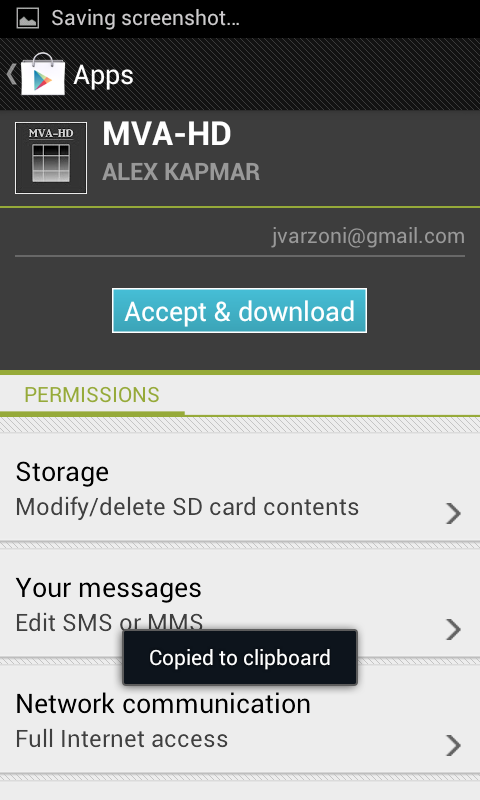 Saving screenshot…
Apps
MVA-HD
MVA-HD
ALEX KAPMAR
jvarzoni@gmail.com
Accept & download
PERMISSIONS
Storage
Modify/delete SD card contents
Your messages
Edit SMS or MMS
Copied to clipboard
Network communication
Full Internet access